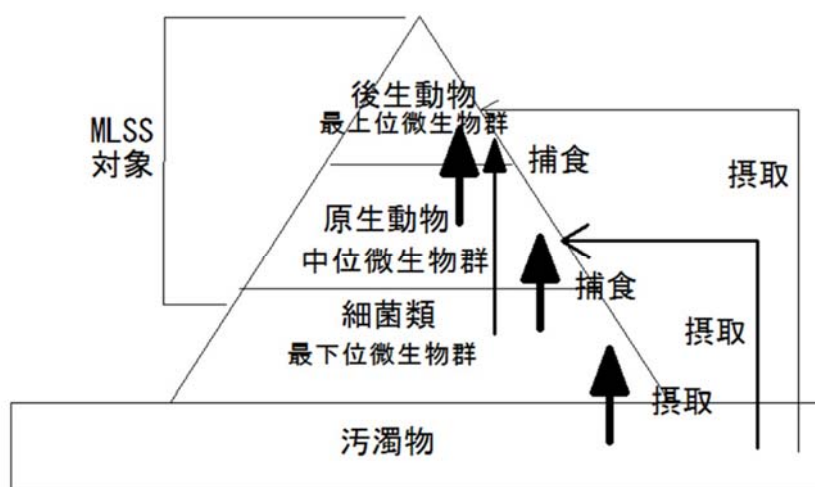 後生動物
最上位微生物群
MLSS
対象
捕食
摂取
原生動物
中位微生物群
捕食
細菌類
最下位微生物群
摂取
摂取
汚濁物